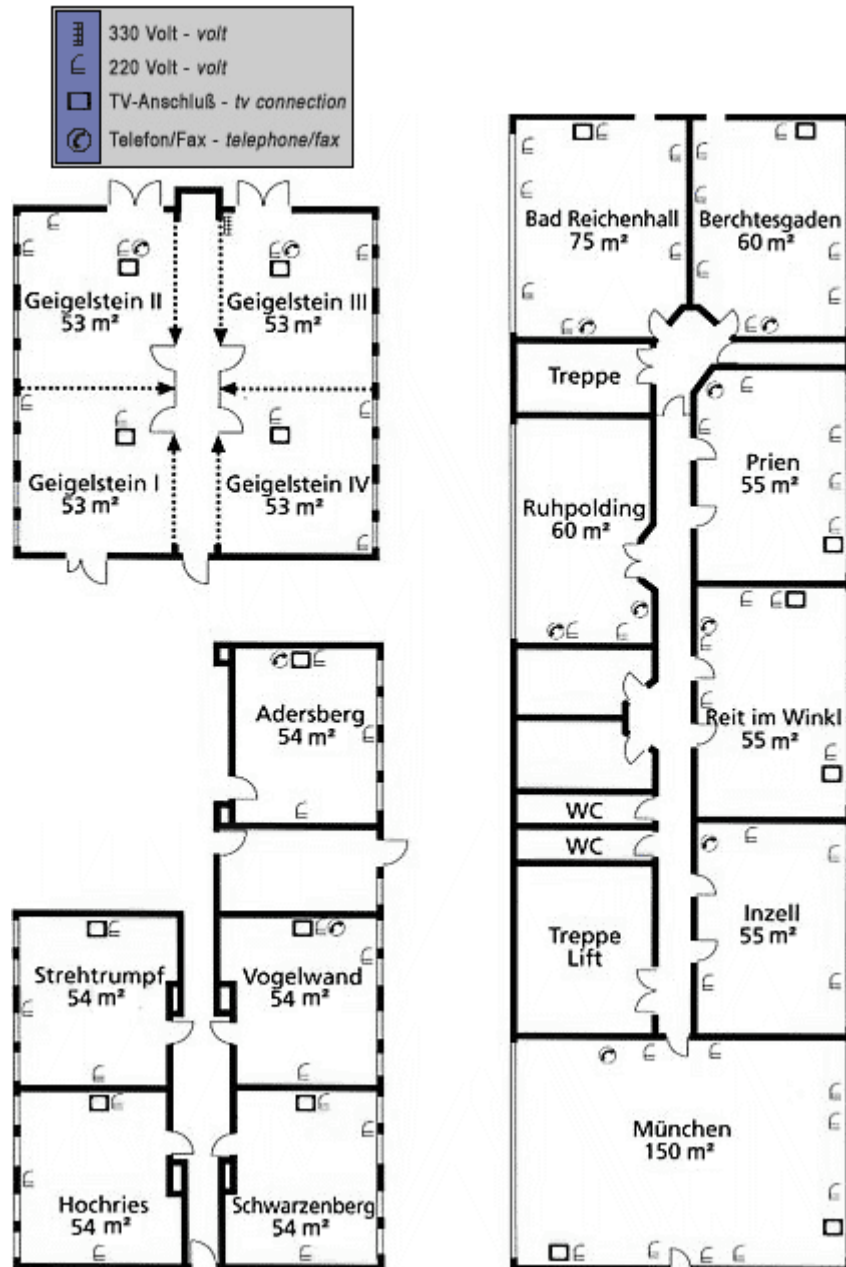 330 Volt - volt
220 Volt - volt
TV-Anschluß - tv connection
Telefon/Fax - telephone/fax
Geigelstein II
53 m²
Geigelstein III
53 m²
Geigelstein I
53 m²
Geigelstein IV
53 m²
Adersberg
54 m²
Strehtrumpf
54 m²
Vogelwand
54 m²
Hochries
54 m²
Schwarzenberg
54 m²
Bad Reichenhall
75 m²
Berchtesgaden
60 m²
Treppe
Prien
55 m²
Ruhpolding
60 m²
Reit im Winkl
55 m²
WC
WC
Inzell
55 m²
Treppe
Lift
München
150 m²